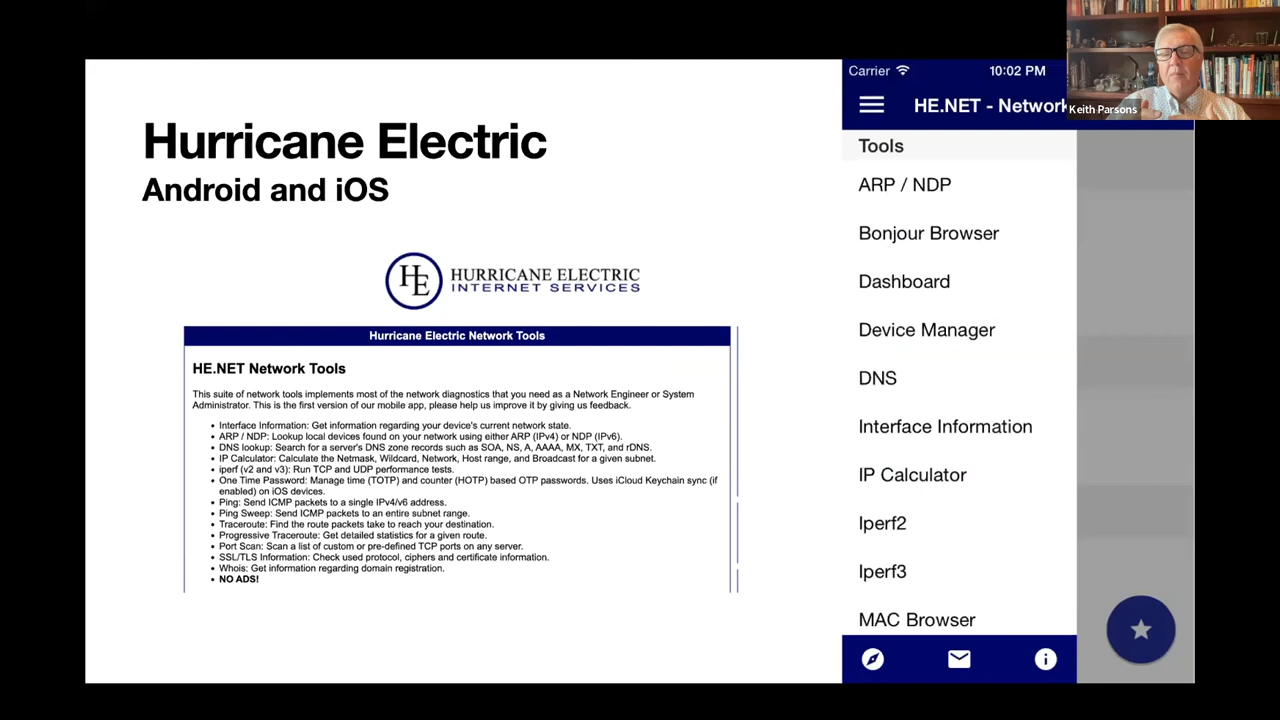 Hurricane Electric
Android and iOS
HE
HURRICANE ELECTRIC
INTERNET SERVICES
Hurricane Electric Network Tools
HE.NET Network Tools
This suite of network tools implements most of the network diagnostics that you need as a Network Engineer or System
Administrator. This is the first version of our mobile app, please help us improve it by giving us feedback.
• Interface Information: Get information regarding your device's current network state.
• ARP / NDP: Lookup local devices found on your network using either ARP (IPv4) or NDP (IPv6).
• DNS lookup: Search for a server's DNS zone records such as SOA, NS, A, AAAA, MX, TXT, and rDNS.
• IP Calculator: Calculate the Netmask, Wildcard, Network, Host range, and Broadcast for a given subnet.
• iperf (v2 and v3): Run TCP and UDP performance tests.
• One Time Password: Manage time (TOTP) and counter (HOTP) based OTP passwords. Uses iCloud Keychain sync (if
enabled) on iOS devices.
• Ping: Send ICMP packets to a single IPv4/v6 address.
• Ping Sweep: Send ICMP packets to an entire subnet range.
• Traceroute: Find the route packets take to reach your destination.
• Progressive Traceroute: Get detailed statistics for a given route.
• Port Scan: Scan a list of custom or pre-defined TCP ports on any server.
• SSL/TLS Information: Check used protocol, ciphers and certificate information.
• Whois: Get information regarding domain registration.
• NO ADS!
Carrier 10:02 PM
HE.NET - Network
Tools
ARP / NDP
Bonjour Browser
Dashboard
Device Manager
DNS
Interface Information
IP Calculator
Iperf2
Iperf3
MAC Browser
Keith Parsons